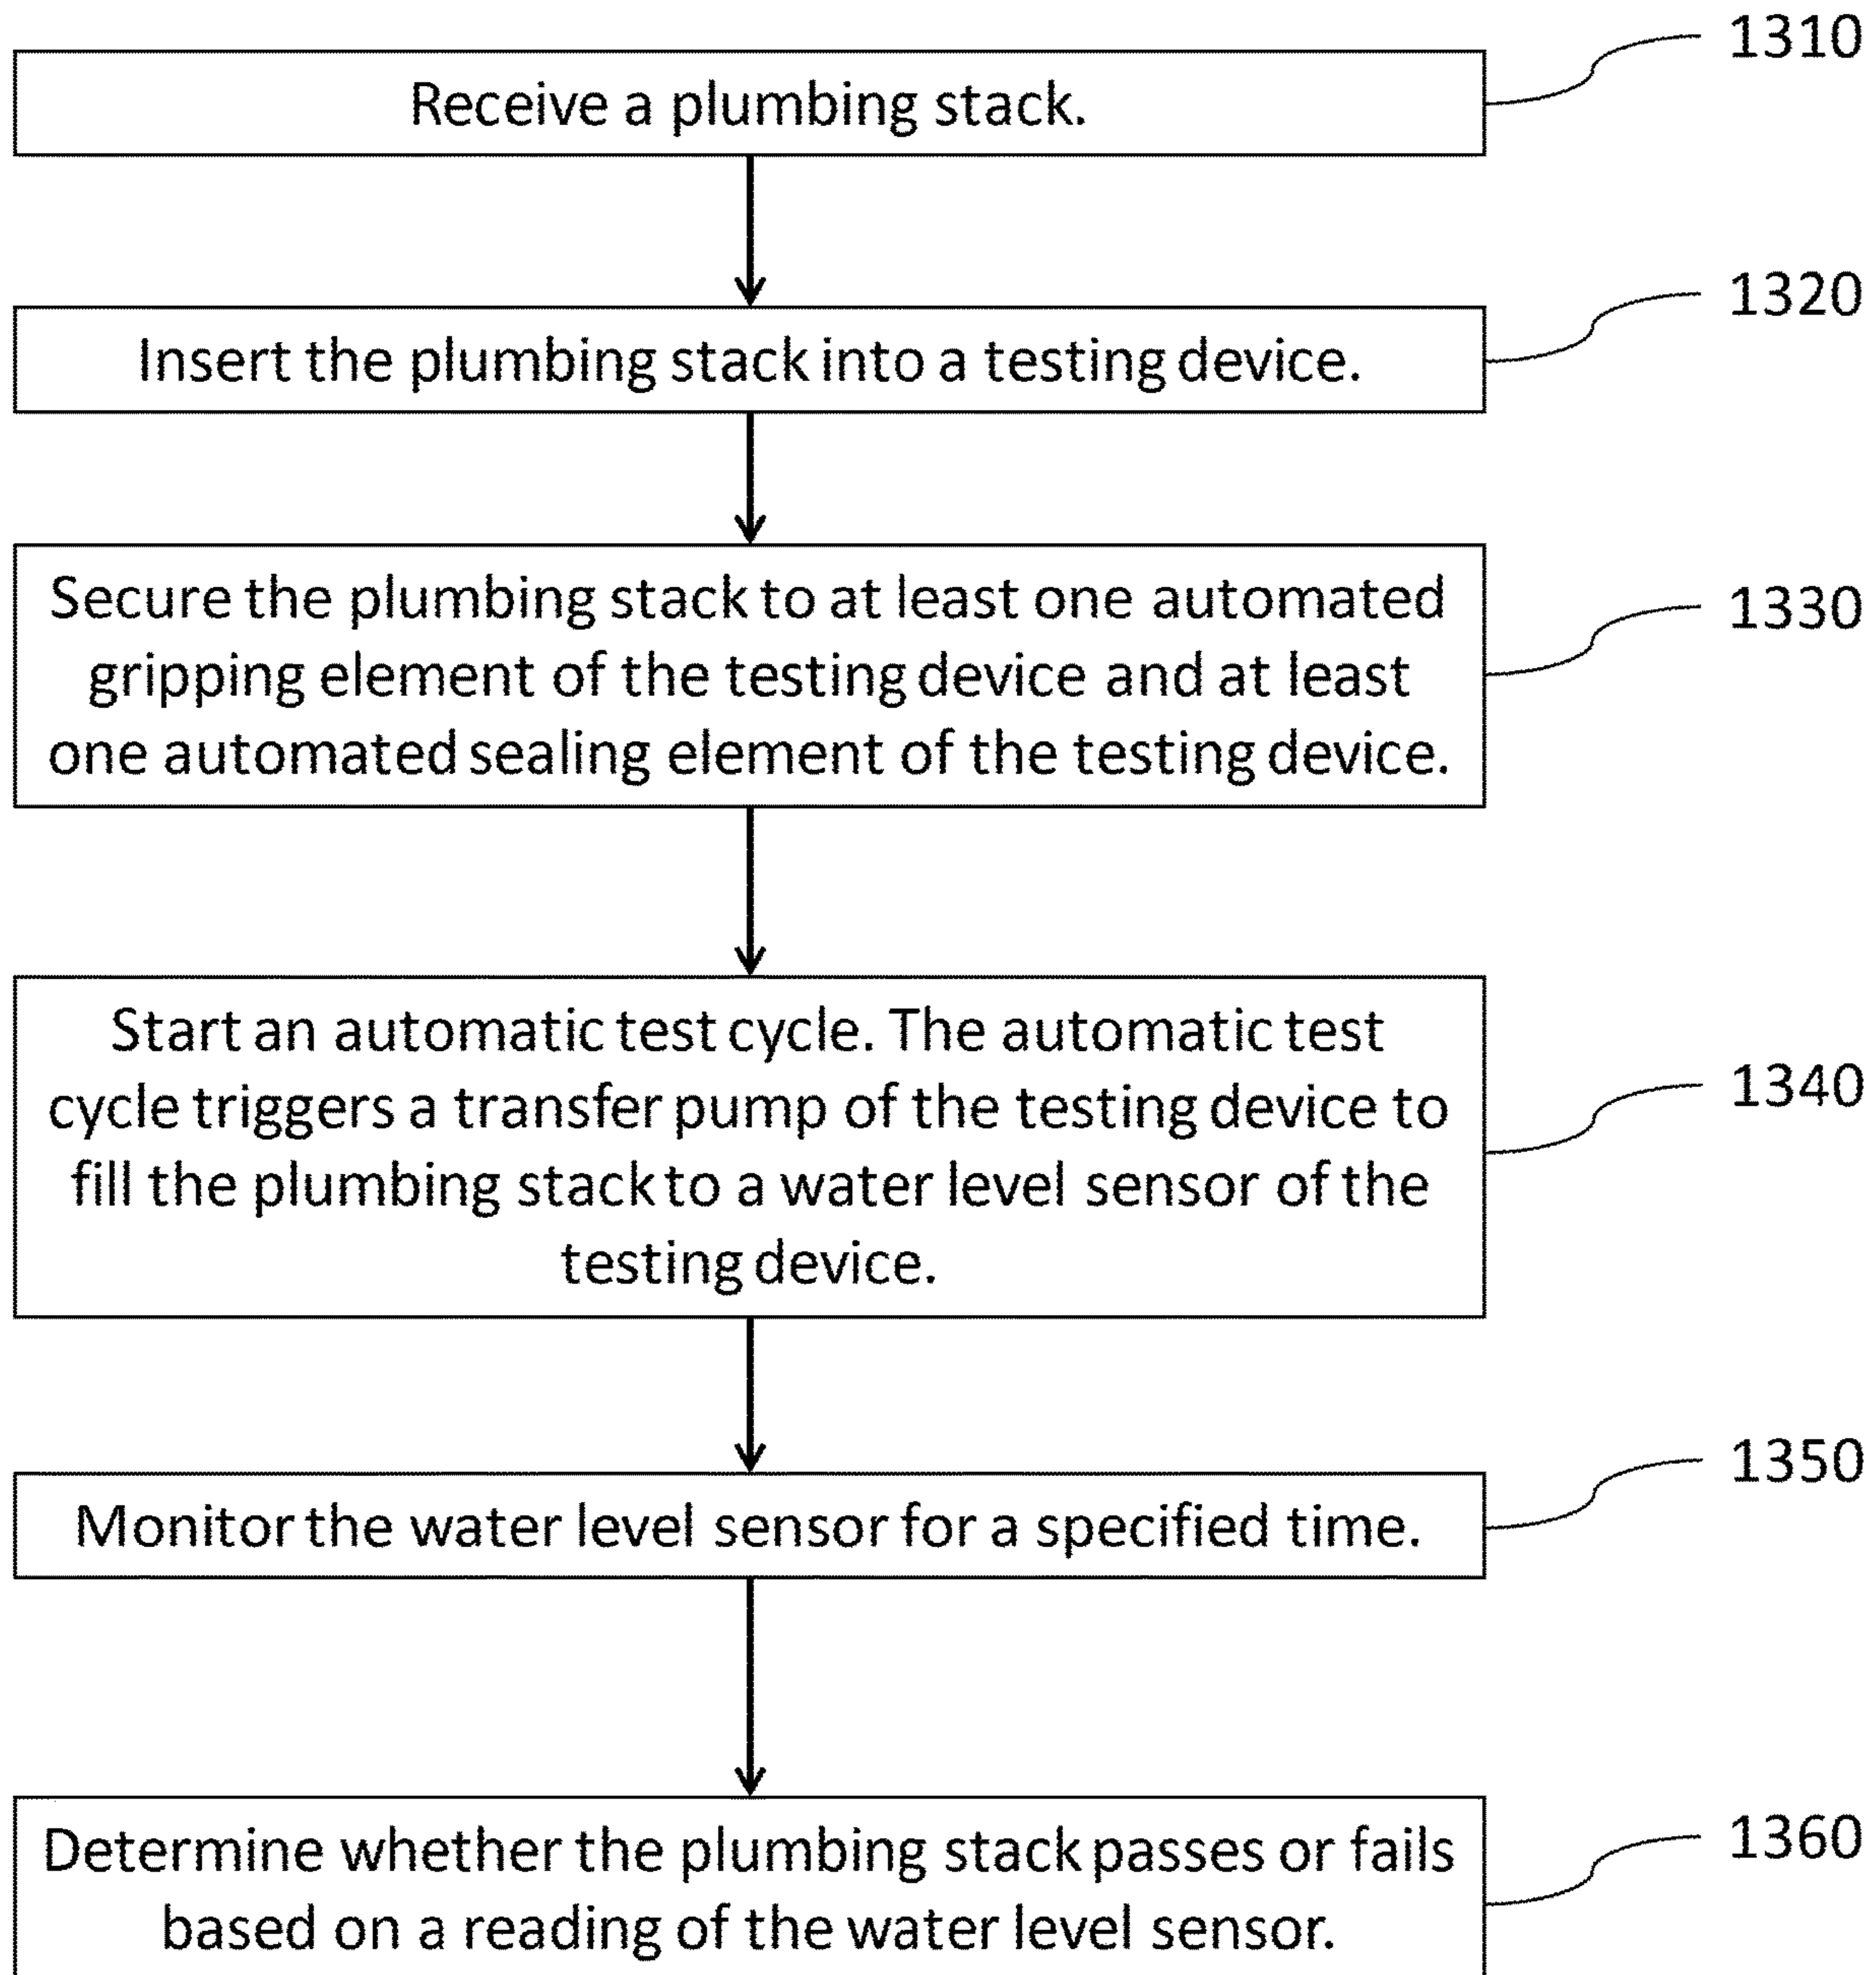 1310
Receive a plumbing stack.
1320
Insert the plumbing stack into a testing device.
1330
Secure the plumbing stack to at least one automated
gripping element of the testing device and at least
one automated sealing element of the testing device.
1340
Start an automatic test cycle. The automatic test
cycle triggers a transfer pump of the testing device to
fill the plumbing stack to a water level sensor of the
testing device.
1350
Monitor the water level sensor for a specified time.
1360
Determine whether the plumbing stack passes or fails
based on a reading of the water level sensor.